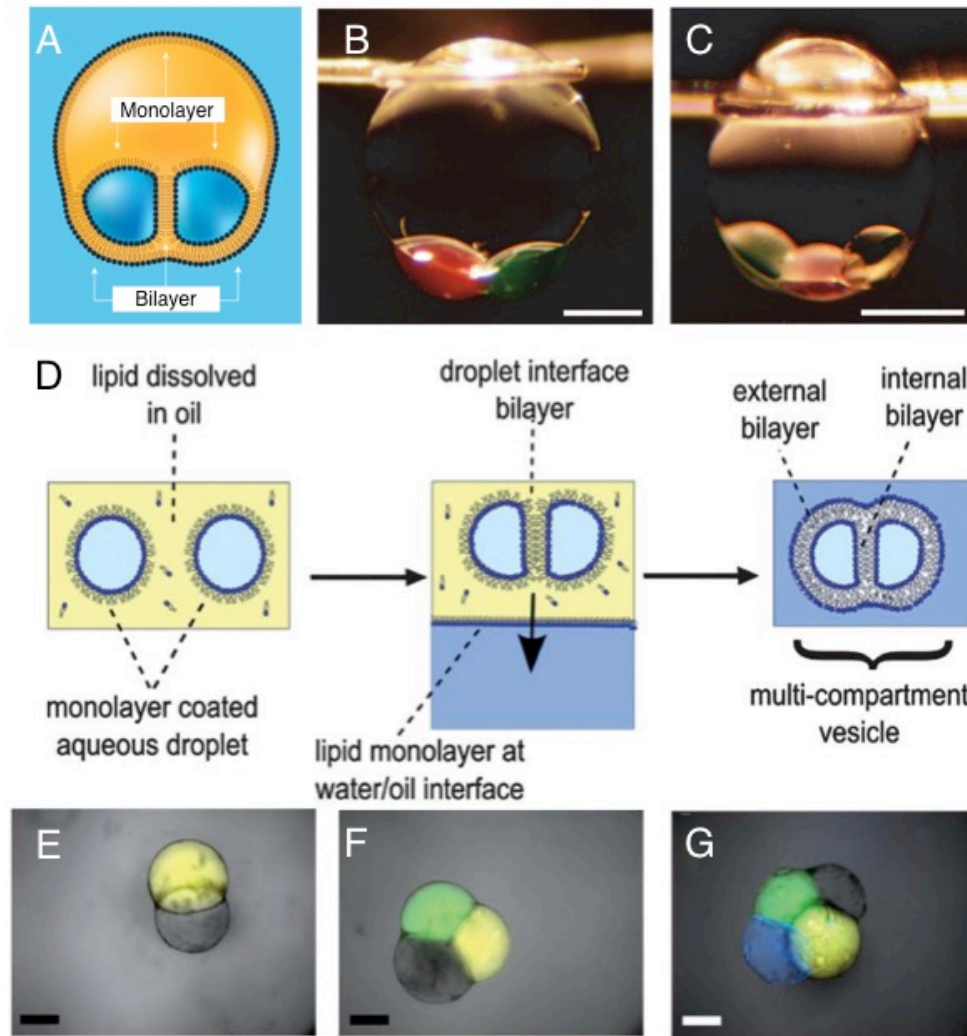 A
Monolayer
Bilayer
B
C
D
lipid dissolved
in oil
monolayer coated
aqueous droplet
droplet interface
bilayer
lipid monolayer at
water/oil interface
external
bilayer
internal
bilayer
multi-compartment
vesicle
E
F
G